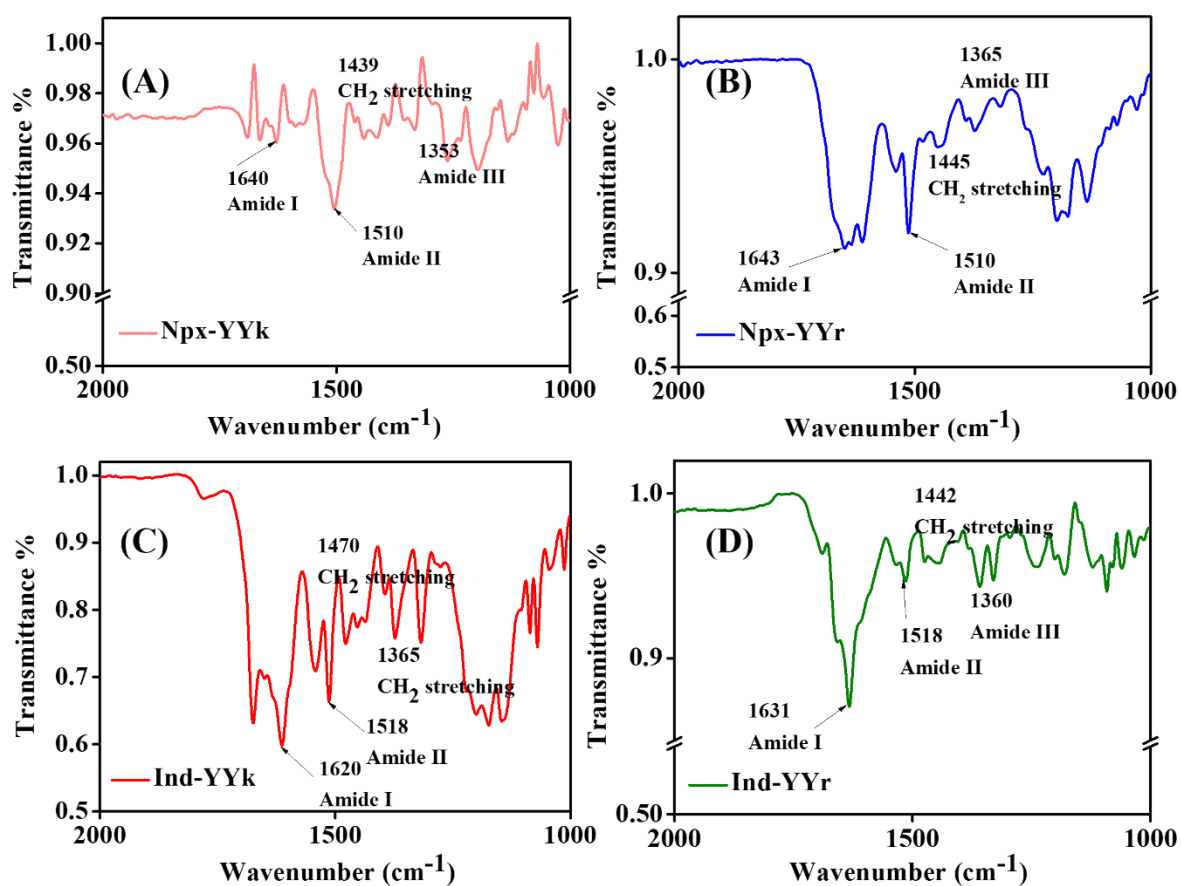 (A)
1439
CH2 stretching
1353
Amide III
1640
Amide I
1510
Amide II
Npx-YYk
Transmittance %
1.00
0.98
0.96
0.94
0.92
0.90
0.50
2000
1500
1000
Wavenumber (cm-1)
(B)
1365
Amide III
1445
CH2 stretching
1643
Amide I
1510
Amide II
Npx-YYr
Transmittance %
1.0
0.9
0.6
0.5
2000
1500
1000
Wavenumber (cm-1)
(C)
1470
CH2 stretching
1365
CH2 stretching
1518
Amide II
1620
Amide I
Ind-YYk
Transmittance %
1.0
0.9
0.8
0.7
0.6
0.5
2000
1500
1000
Wavenumber (cm-1)
(D)
1442
CH2 stretching
1360
Amide III
1518
Amide II
1631
Amide I
Ind-YYr
Transmittance %
1.0
0.9
0.50
2000
1500
1000
Wavenumber (cm-1)